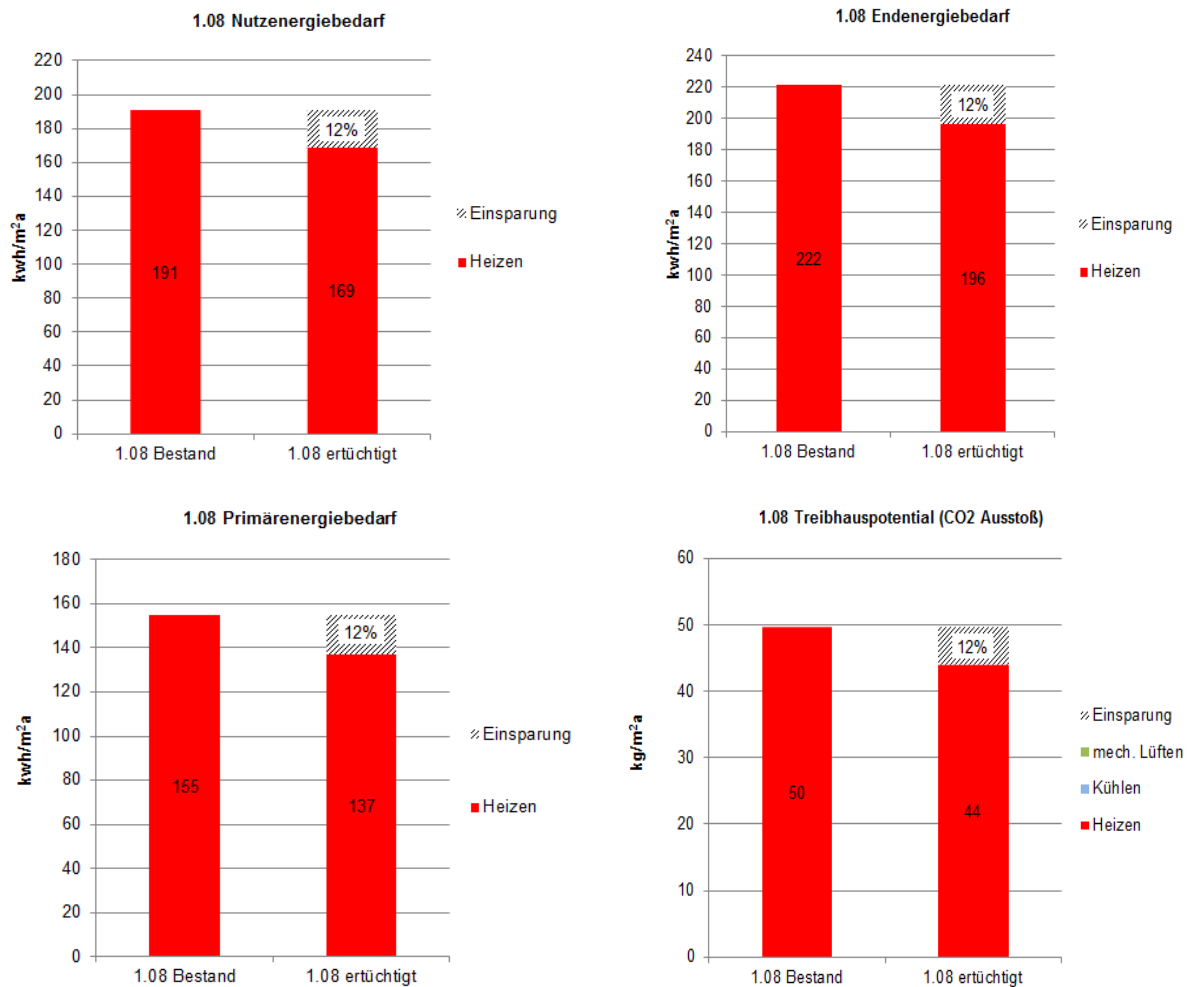 1.08 Nutzenergiebedarf
kwh/m²a
220
200
180
160
140
120
100
80
60
40
20
0
12%
191
169
1.08 Bestand
1.08 ertüchtigt
Einsparung
Heizen
1.08 Endenergiebedarf
kwh/m²a
240
220
200
180
160
140
120
100
80
60
40
20
0
12%
222
196
1.08 Bestand
1.08 ertüchtigt
Einsparung
Heizen
1.08 Primärenergiebedarf
kwh/m²a
180
160
140
120
100
80
60
40
20
0
12%
155
137
1.08 Bestand
1.08 ertüchtigt
Einsparung
Heizen
1.08 Treibhauspotential (CO2 Ausstoß)
kg/m²a
60
50
40
30
20
10
0
12%
50
44
1.08 Bestand
1.08 ertüchtigt
Einsparung
mech. Lüften
Kühlen
Heizen